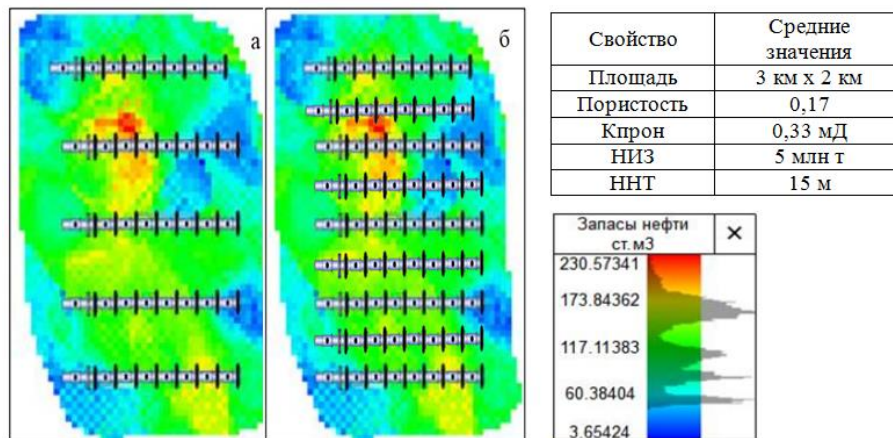 а
б
Свойство
Средние
значения
Площадь
3 км х 2 км
Пористость
0,17
Кпрон
0,33 мД
НИЗ
5 млн т
ННТ
15 м
Запасы нефти
ст.м3
×
230.57341
173.84362
117.11383
60.38404
3.65424